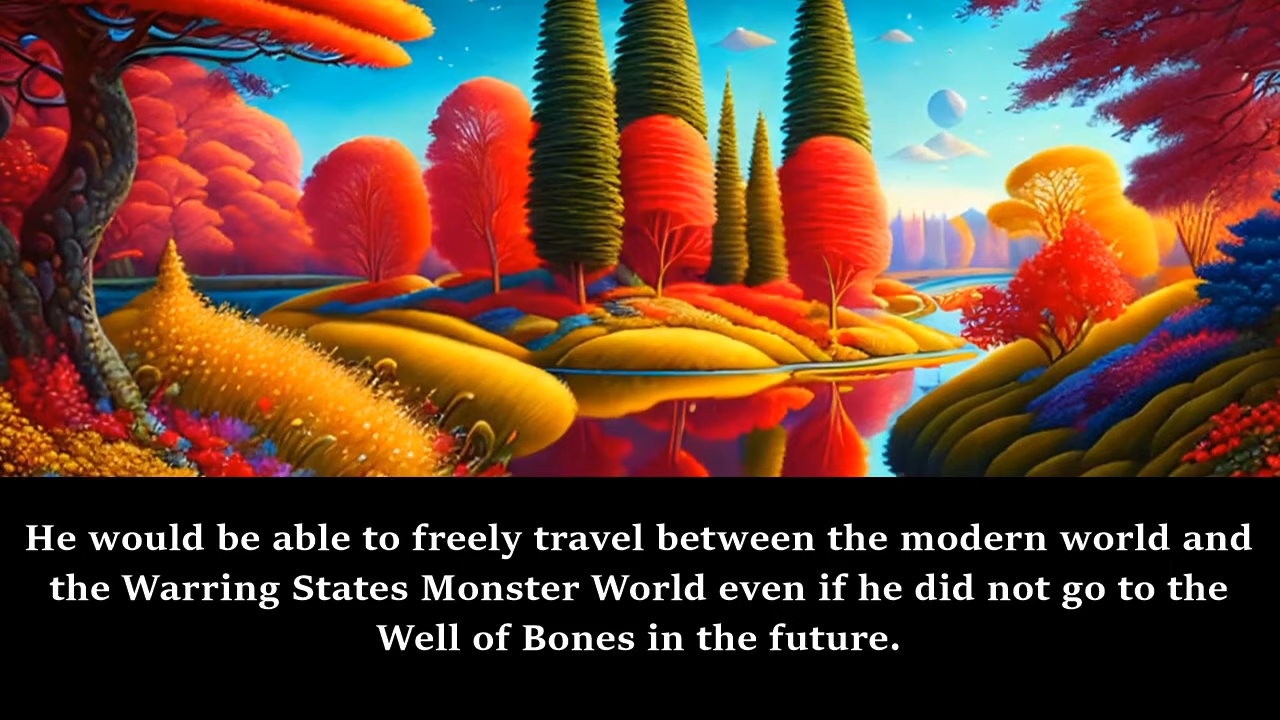 He would be able to freely travel between the modern world and
the Warring States Monster World even if he did not go to the
Well of Bones in the future.